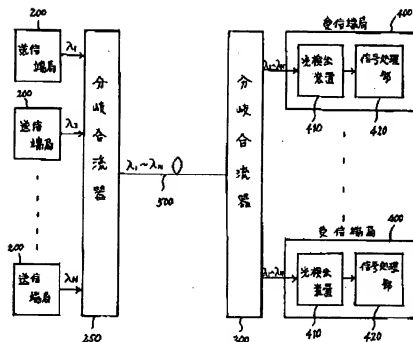 200
送信
端局
λ1
200
送信
端局
λ2
200
送信
端局
λN
分岐合流器
250
λ1~λN
500
分岐合流器
300
受信端局
400
λ1~λN
光検出
装置
410
信号処理
部
420
受信端局
400
λ1~λN
光検出
装置
410
信号処理
部
420